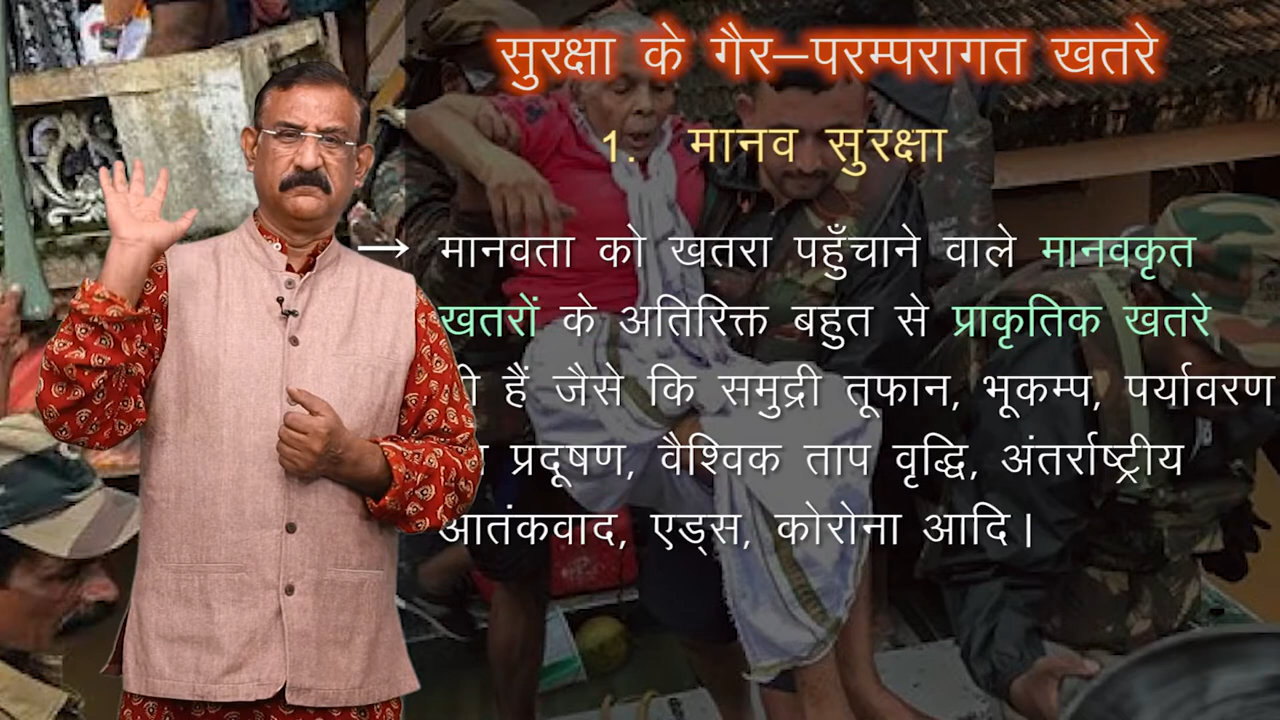 सुरक्षा के गैर–परम्परागत खतरे
1. मानव सुरक्षा
→ मानवता को खतरा पहुँचाने वाले मानवकृत
खतरों के अतिरिक्त बहुत से प्राकृतिक खतरे
हैं जैसे कि समुद्री तूफान, भूकम्प, पर्यावरण
प्रदूषण, वैश्विक ताप वृद्धि, अंतर्राष्ट्रीय
आतंकवाद, एड्स, कोरोना आदि।